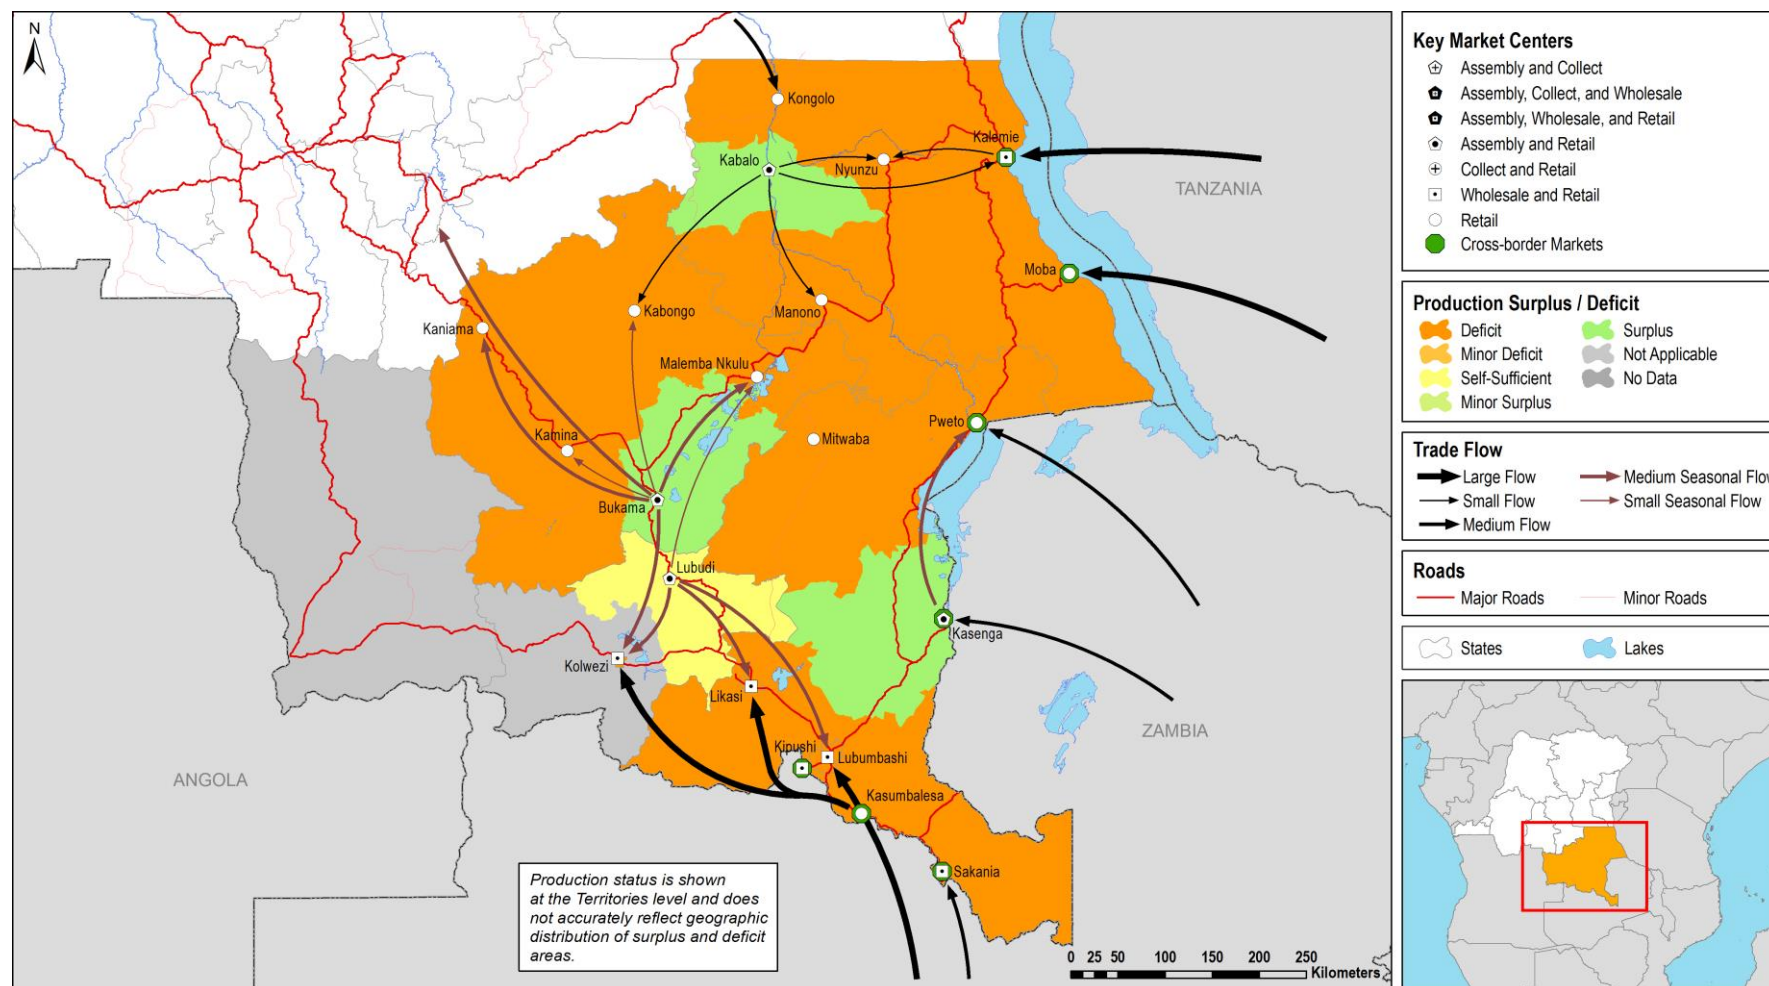 N
Kongolo
Kabalo
Nyunzu
Kalemie
TANZANIA
Moba
Kabongo
Manono
Kaniama
Malemba Nkulu
Pweto
Kamina
Mitwaba
Bukama
Lubudi
Kasenga
Kolwezi
Likasi
ZAMBIA
Kipushi
Lubumbashi
ANGOLA
Kasumbalesa
Sakania
Production status is shown
at the Territories level and does
not accurately reflect geographic
distribution of surplus and deficit
areas.
0 25 50 100 150 200 250
Kilometers
Key Market Centers
Assembly and Collect
Assembly, Collect, and Wholesale
Assembly, Wholesale, and Retail
Assembly and Retail
Collect and Retail
Wholesale and Retail
Retail
Cross-border Markets
Production Surplus / Deficit
Deficit
Surplus
Minor Deficit
Not Applicable
Self-Sufficient
No Data
Minor Surplus
Trade Flow
Large Flow
Medium Seasonal Flow
Small Flow
Small Seasonal Flow
Medium Flow
Roads
Major Roads
Minor Roads
States
Lakes